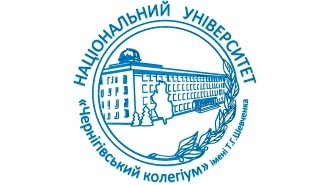 НАЦІОНАЛЬНИЙ УНІВЕРСИТЕТ
«Чернігівський колегіум» імені Т.Г.Шевченка